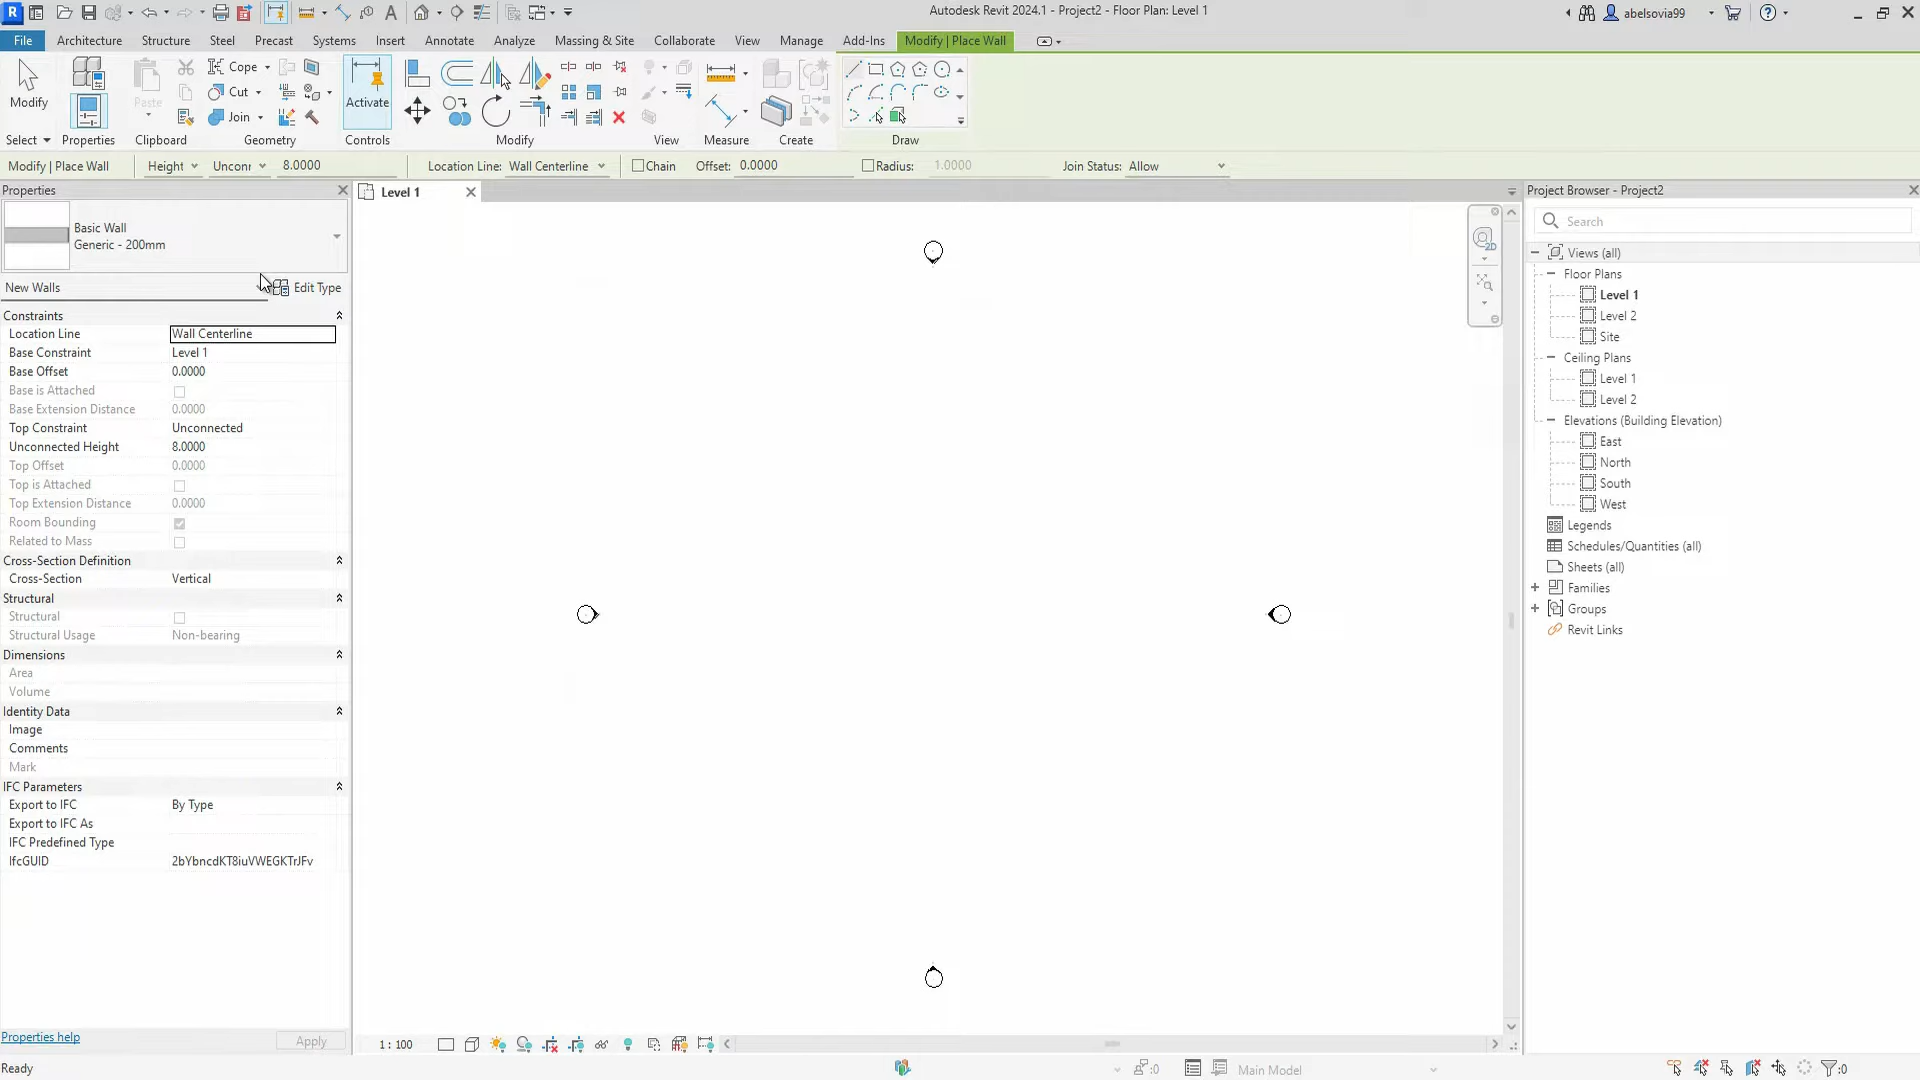 Autodesk Revit 2024.1 - Project2 - Floor Plan: Level 1
abelsovia99
File
Architecture
Structure
Steel
Precast
Systems
Insert
Annotate
Analyze
Massing & Site
Collaborate
View
Manage
Add-Ins
Modify | Place Wall
Modify
Paste
Cope
Cut
Join
Activate
Select
Properties
Clipboard
Geometry
Controls
Modify
View
Measure
Create
Draw
Modify | Place Wall
Height
Unconr
8.0000
Location Line: Wall Centerline
Chain
Offset: 0.0000
Radius: 1.0000
Join Status: Allow
Properties
Basic Wall
Generic - 200mm
New Walls
Edit Type
Constraints
Location Line Wall Centerline
Base Constraint Level 1
Base Offset 0.0000
Base is Attached
Base Extension Distance 0.0000
Top Constraint Unconnected
Unconnected Height 8.0000
Top Offset 0.0000
Top is Attached
Top Extension Distance 0.0000
Room Bounding
Related to Mass
Cross-Section Definition
Cross-Section Vertical
Structural
Structural
Structural Usage Non-bearing
Dimensions
Area
Volume
Identity Data
Image
Comments
Mark
IFC Parameters
Export to IFC By Type
Export to IFC As
IFC Predefined Type
IfcGUID 2bYbncdKT8iuVWEGKTrJFv
Properties help
Apply
Level 1
2D
1 : 100
Project Browser - Project2
Search
Views (all)
Floor Plans
Level 1
Level 2
Site
Ceiling Plans
Level 1
Level 2
Elevations (Building Elevation)
East
North
South
West
Legends
Schedules/Quantities (all)
Sheets (all)
Families
Groups
Revit Links
Ready
:0
Main Model
:0